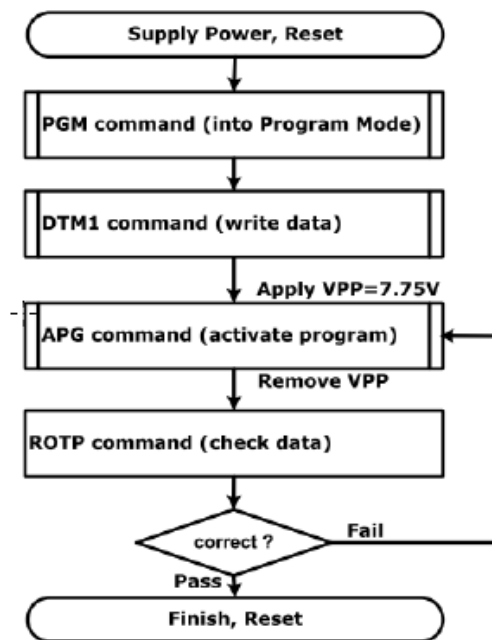 Supply Power, Reset
PGM command (into Program Mode)
DTM1 command (write data)
Apply VPP=7.75V
APG command (activate program)
Remove VPP
ROTP command (check data)
correct ?
Fail
Pass
Finish, Reset